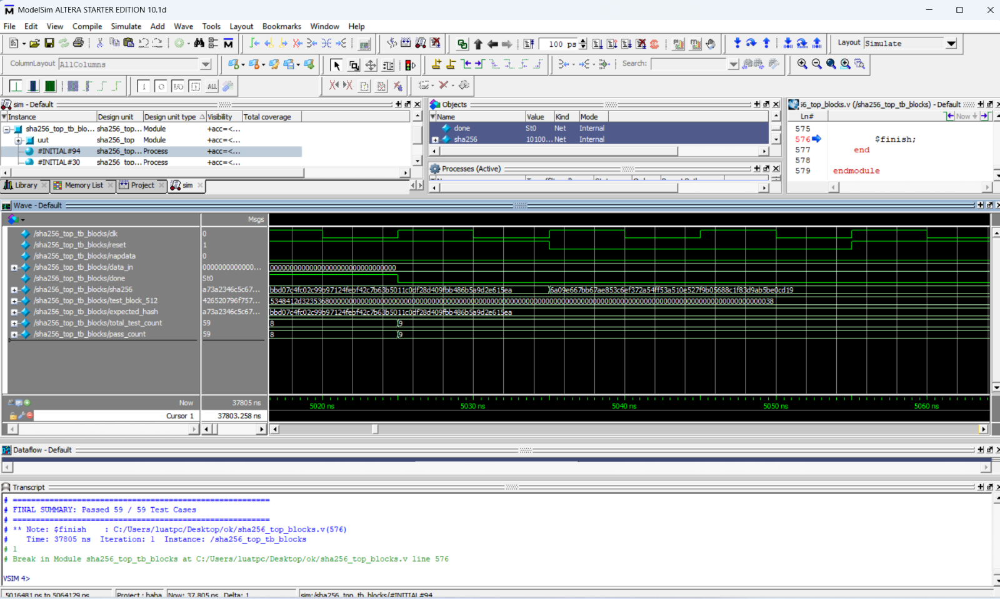 ModelSim ALTERA STARTER EDITION 10.1d
File Edit View Compile Simulate Add Wave Tools Layout Bookmarks Window Help
100 ps
Layout Simulate
ColumnLayout AllColumns
Search:
sim - Default
Instance Design unit Design unit type Visibility Total coverage
sha256_top_tb_blo... sha256_top... Module +acc=<...
uut sha256_top Module +acc=<...
#INITIAL#94 sha256_top... Process +acc=<...
#INITIAL#30 sha256_top... Process +acc=<...
Library Memory List Project sim
Objects
Name Value Kind Mode
done St0 Net Internal
sha256 10100... Net Internal
Processes (Active)
i6_top_blocks.v (/sha256_top_tb_blocks) - Default
Ln# Now
575
576 $finish;
577 end
578
579 endmodule
Wave - Default
Msgs
/sha256_top_tb_blocks/clk 0
/sha256_top_tb_blocks/reset 1
/sha256_top_tb_blocks/napdata 0
/sha256_top_tb_blocks/data_in 0000000000000... 00000000000000000000000000000000
/sha256_top_tb_blocks/done St0
/sha256_top_tb_blocks/sha256 a73a2346c5c67... bbd07c4fc02c99b97124febf42c7b63b5011c0df28d409fbb486b5a9d2e615ea 6a09e667bb67ae853c6ef372a54ff53a510e527f9b05688c1f83d9ab5be0cd19
/sha256_top_tb_blocks/test_block_512 426520796f757...
/sha256_top_tb_blocks/expected_hash a73a2346c5c67... bbd07c4fc02c99b97124febf42c7b63b5011c0df28d409fbb486b5a9d2e615ea
/sha256_top_tb_blocks/total_test_count 59 8 9
/sha256_top_tb_blocks/pass_count 59 8 9
Now 37805 ns 5020 ns 5030 ns 5040 ns 5050 ns 5060 ns
Cursor 1 37803.258 ns
Dataflow - Default
Transcript
# =========================================================
# FINAL SUMMARY: Passed 59 / 59 Test Cases
# =========================================================
# ** Note: $finish : C:/Users/luatpc/Desktop/ok/sha256_top_blocks.v(576)
# Time: 37805 ns Iteration: 1 Instance: /sha256_top_tb_blocks
# 1
# Break in Module sha256_top_tb_blocks at C:/Users/luatpc/Desktop/ok/sha256_top_blocks.v line 576
VSIM 4>
5016481 ps to 5064129 ps Project : haha Now: 37,805 ns Delta: 1 sim:/sha256_top_tb_blocks/#INITIAL#94